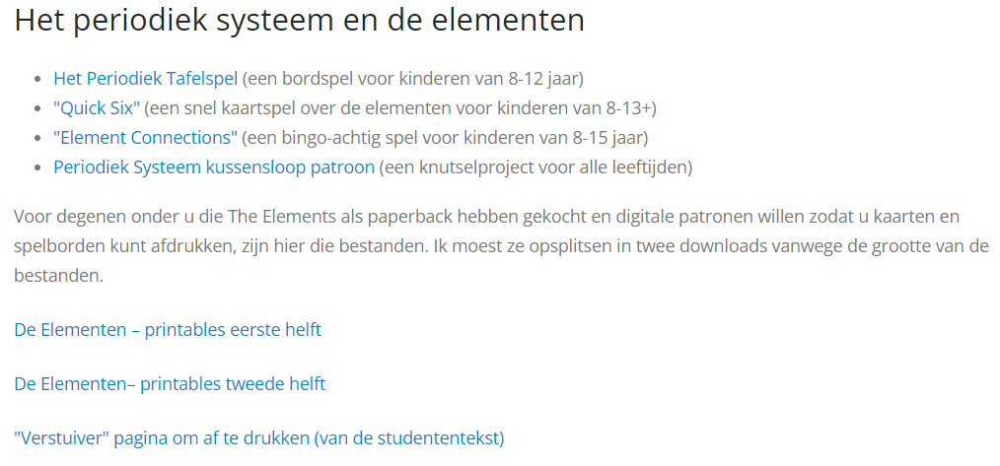 Het periodiek systeem en de elementen
• Het Periodiek Tafelspel (een bordspel voor kinderen van 8-12 jaar)
• "Quick Six" (een snel kaartspel over de elementen voor kinderen van 8-13+)
• "Element Connections" (een bingo-achtig spel voor kinderen van 8-15 jaar)
• Periodiek Systeem kussensloop patroon (een knutselproject voor alle leeftijden)
Voor degenen onder u die The Elements als paperback hebben gekocht en digitale patronen willen zodat u kaarten en
spelborden kunt afdrukken, zijn hier die bestanden. Ik moest ze opsplitsen in twee downloads vanwege de grootte van de
bestanden.
De Elementen – printables eerste helft
De Elementen– printables tweede helft
"Verstuiver" pagina om af te drukken (van de studententekst)